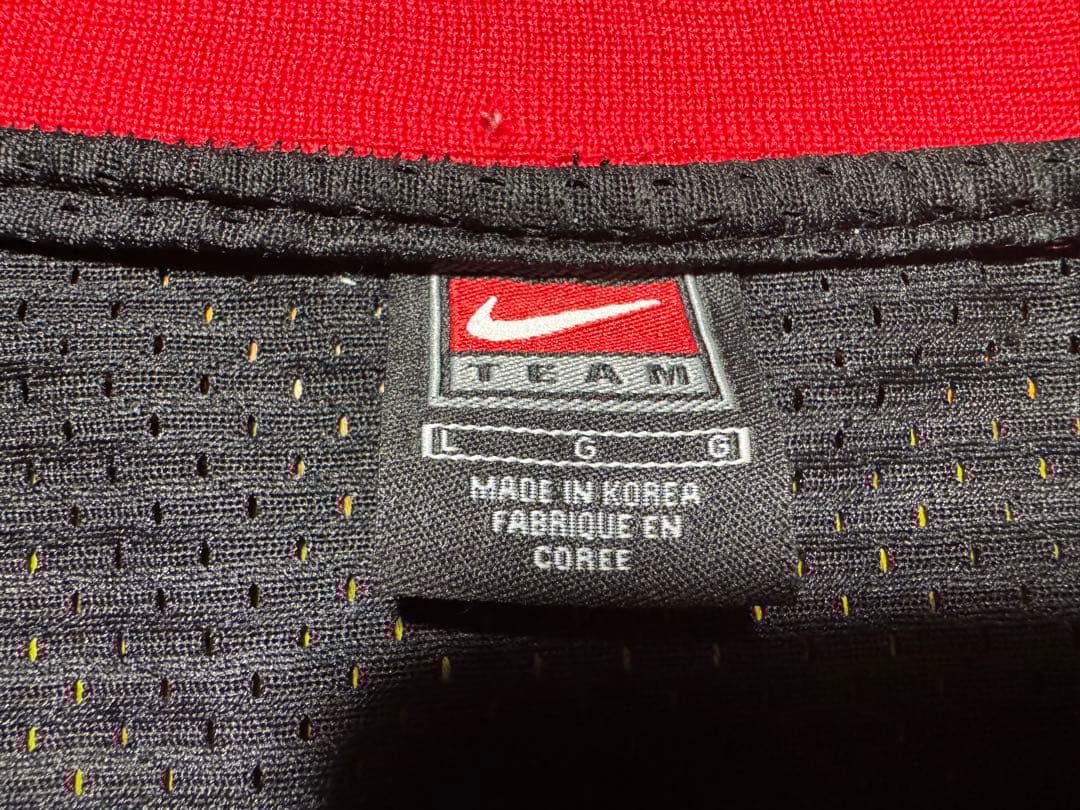 TEAM
L G G
MADE IN KOREA
FABRIQUE EN
COREE